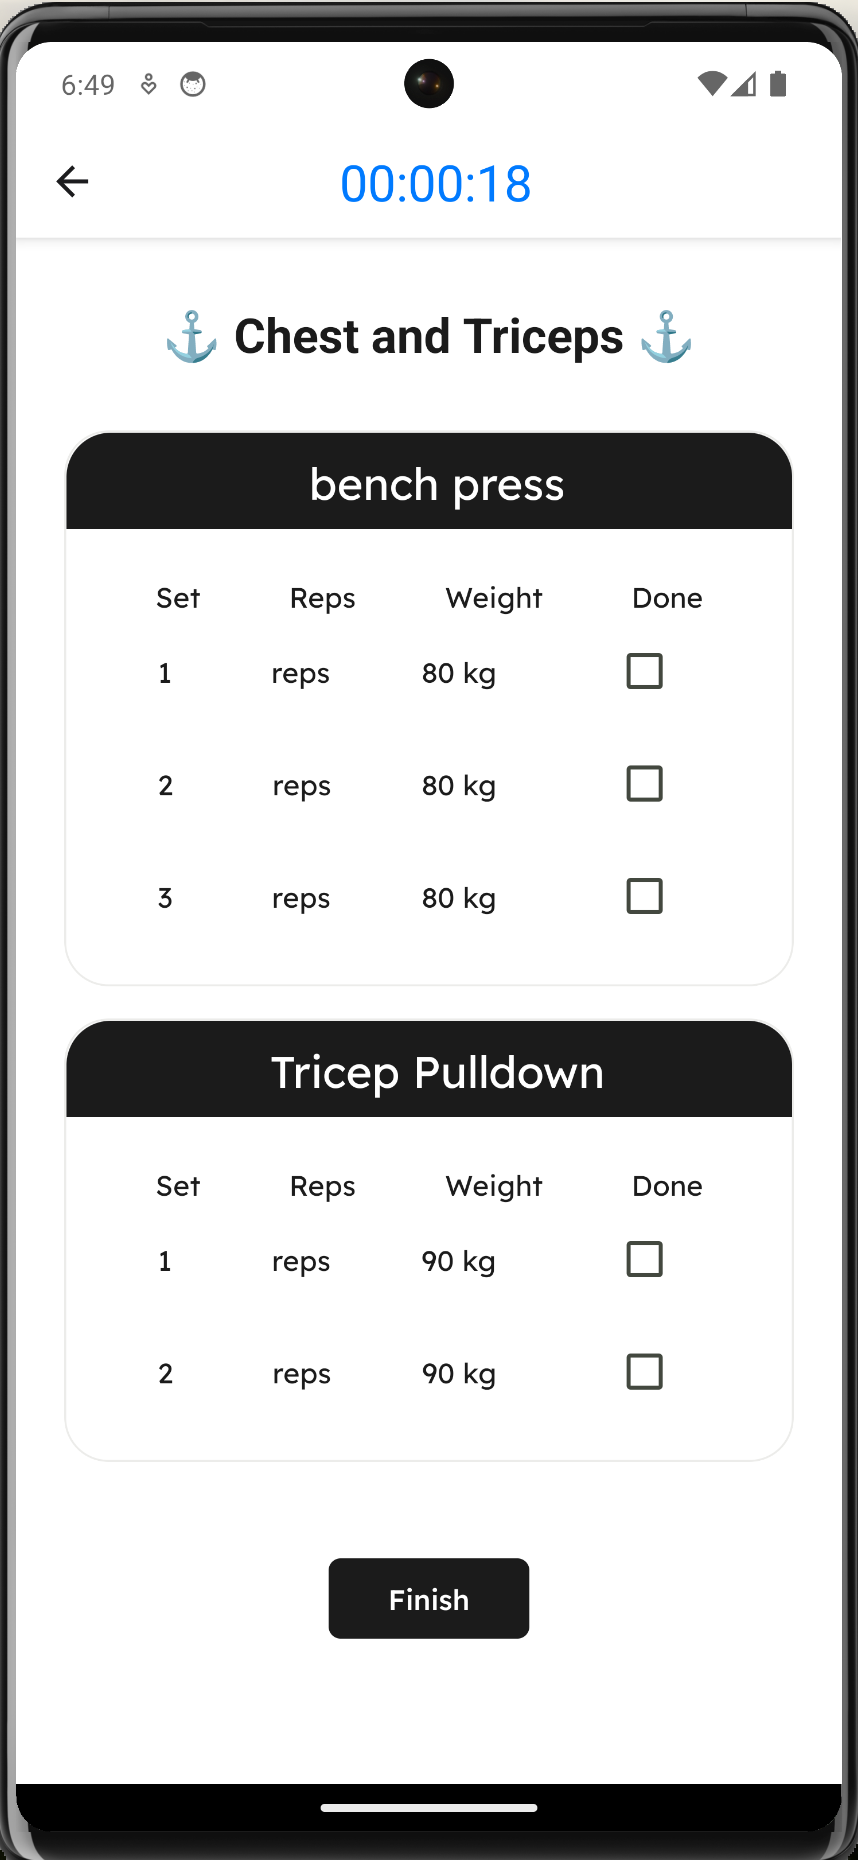 6:49
00:00:18
⚓ Chest and Triceps ⚓
bench press
Set Reps Weight Done
1 reps 80 kg
2 reps 80 kg
3 reps 80 kg
Tricep Pulldown
Set Reps Weight Done
1 reps 90 kg
2 reps 90 kg
Finish